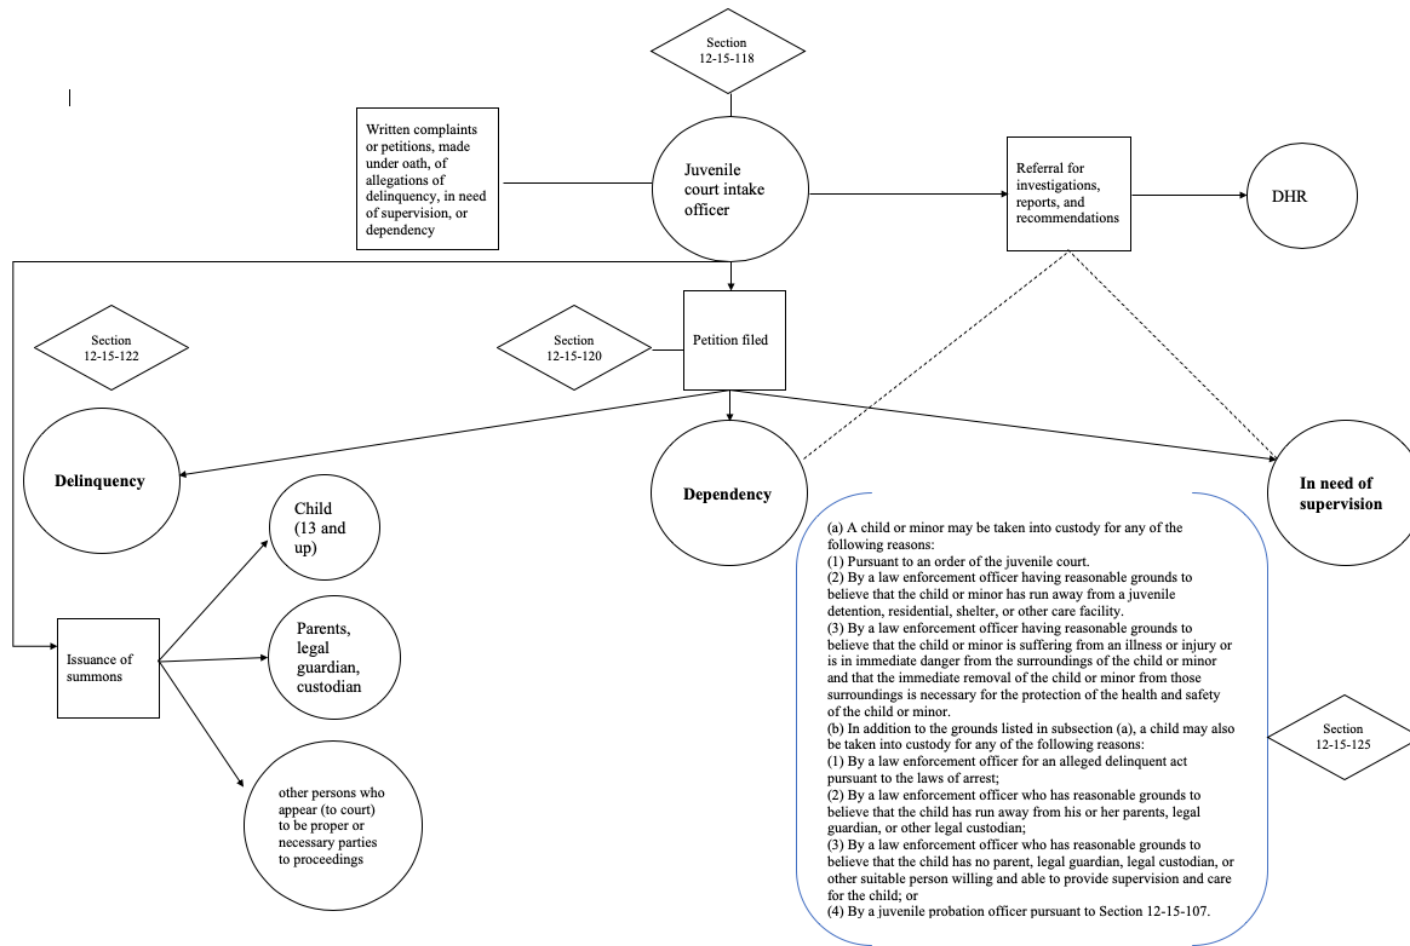 Section
12-15-118
Written complaints
or petitions, made
under oath, of
allegations of
delinquency, in need
of supervision, or
dependency
Juvenile
court intake
officer
Referral for
investigations,
reports, and
recommendations
DHR
Section
12-15-122
Section
12-15-120
Petition filed
Delinquency
Dependency
In need of
supervision
Child
(13 and
up)
Parents,
legal
guardian,
custodian
Issuance of
summons
other persons who
appear (to court)
to be proper or
necessary parties
to proceedings
(a) A child or minor may be taken into custody for any of the
following reasons:
(1) Pursuant to an order of the juvenile court.
(2) By a law enforcement officer having reasonable grounds to
believe that the child or minor has run away from a juvenile
detention, residential, shelter, or other care facility.
(3) By a law enforcement officer having reasonable grounds to
believe that the child or minor is suffering from an illness or injury or
is in immediate danger from the surroundings of the child or minor
and that the immediate removal of the child or minor from those
surroundings is necessary for the protection of the health and safety
of the child or minor.
(b) In addition to the grounds listed in subsection (a), a child may also
be taken into custody for any of the following reasons:
(1) By a law enforcement officer for an alleged delinquent act
pursuant to the laws of arrest;
(2) By a law enforcement officer who has reasonable grounds to
believe that the child has run away from his or her parents, legal
guardian, or other legal custodian;
(3) By a law enforcement officer who has reasonable grounds to
believe that the child has no parent, legal guardian, legal custodian, or
other suitable person willing and able to provide supervision and care
for the child; or
(4) By a juvenile probation officer pursuant to Section 12-15-107.
Section
12-15-125